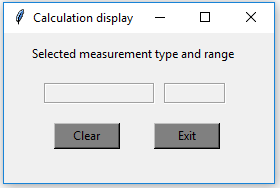 Calculation display
Selected measurement type and range
Clear
Exit